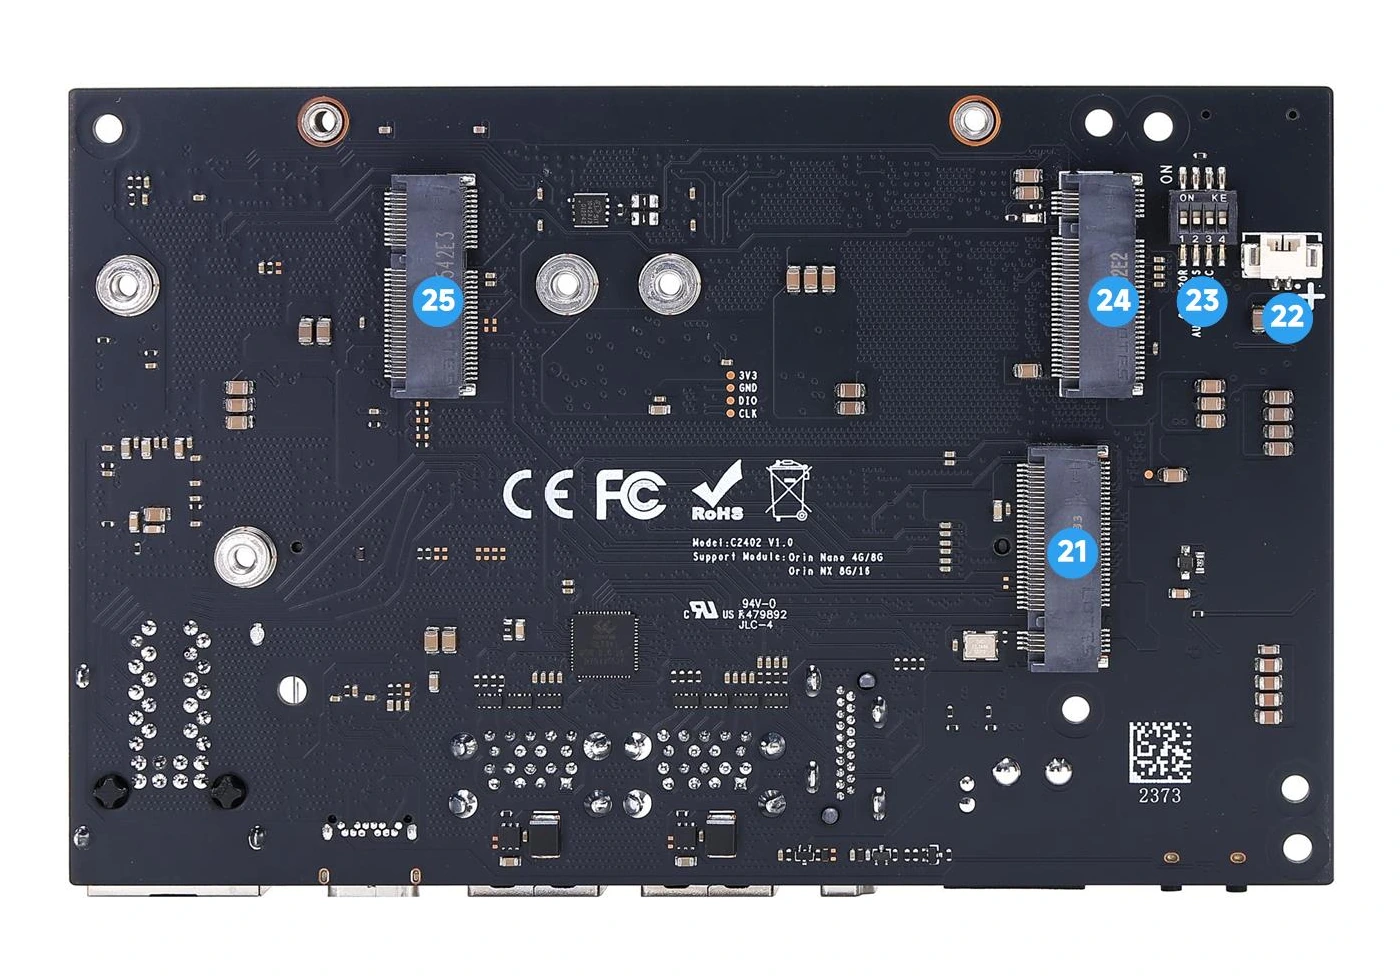 ON
ON KE
1 2 3 4
25
24
23
22
3V3
GND
DIO
CLK
CE FC
RoHS
21
Model:C2402 V1.0
Support Module:Orin Nano 4G/8G
Orin NX 8G/16
94V-0
c US E479892
JLC-4
2373